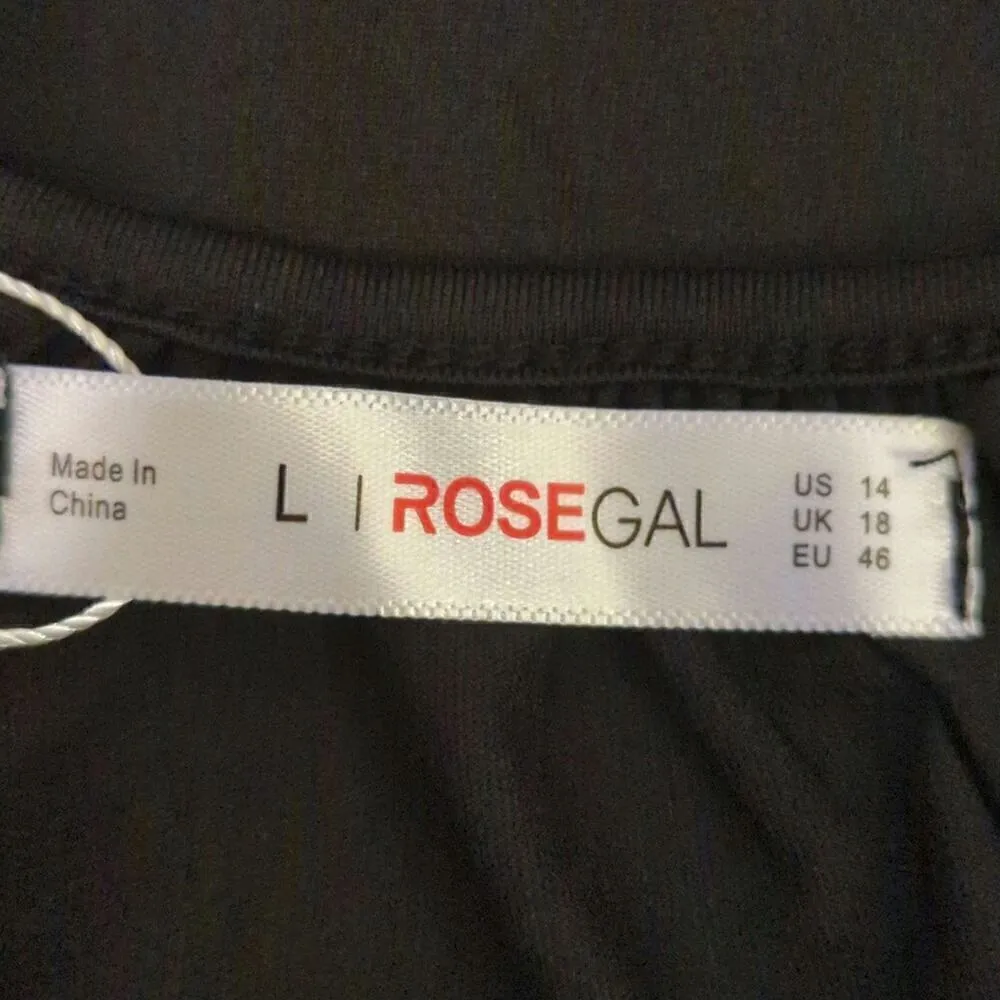 Made In
China
L | ROSEGAL
US 14
UK 18
EU 46